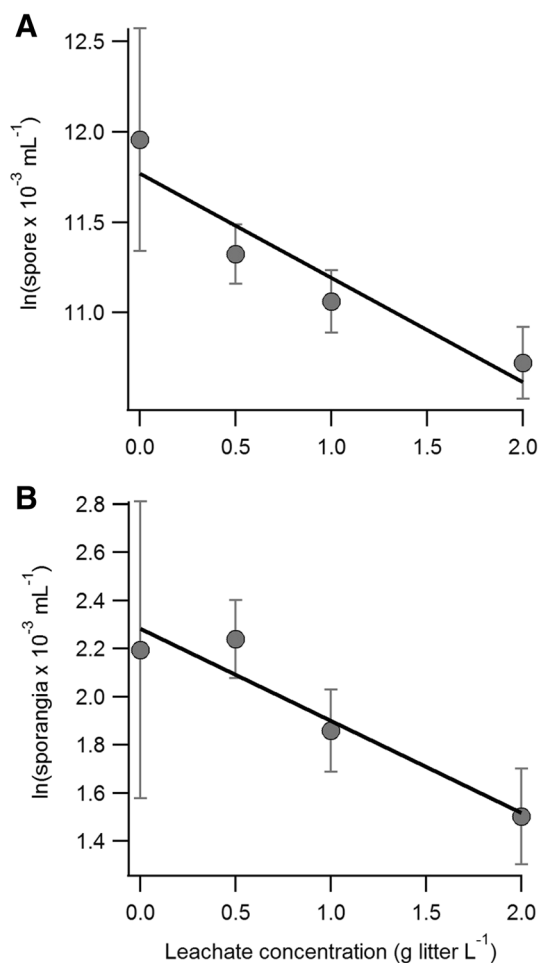 A
ln(spore x 10⁻³ mL⁻¹)
12.5
12.0
11.5
11.0
0.0 0.5 1.0 1.5 2.0
B
ln(sporangia x 10⁻³ mL⁻¹)
2.8
2.6
2.4
2.2
2.0
1.8
1.6
1.4
0.0 0.5 1.0 1.5 2.0
Leachate concentration (g litter L⁻¹)